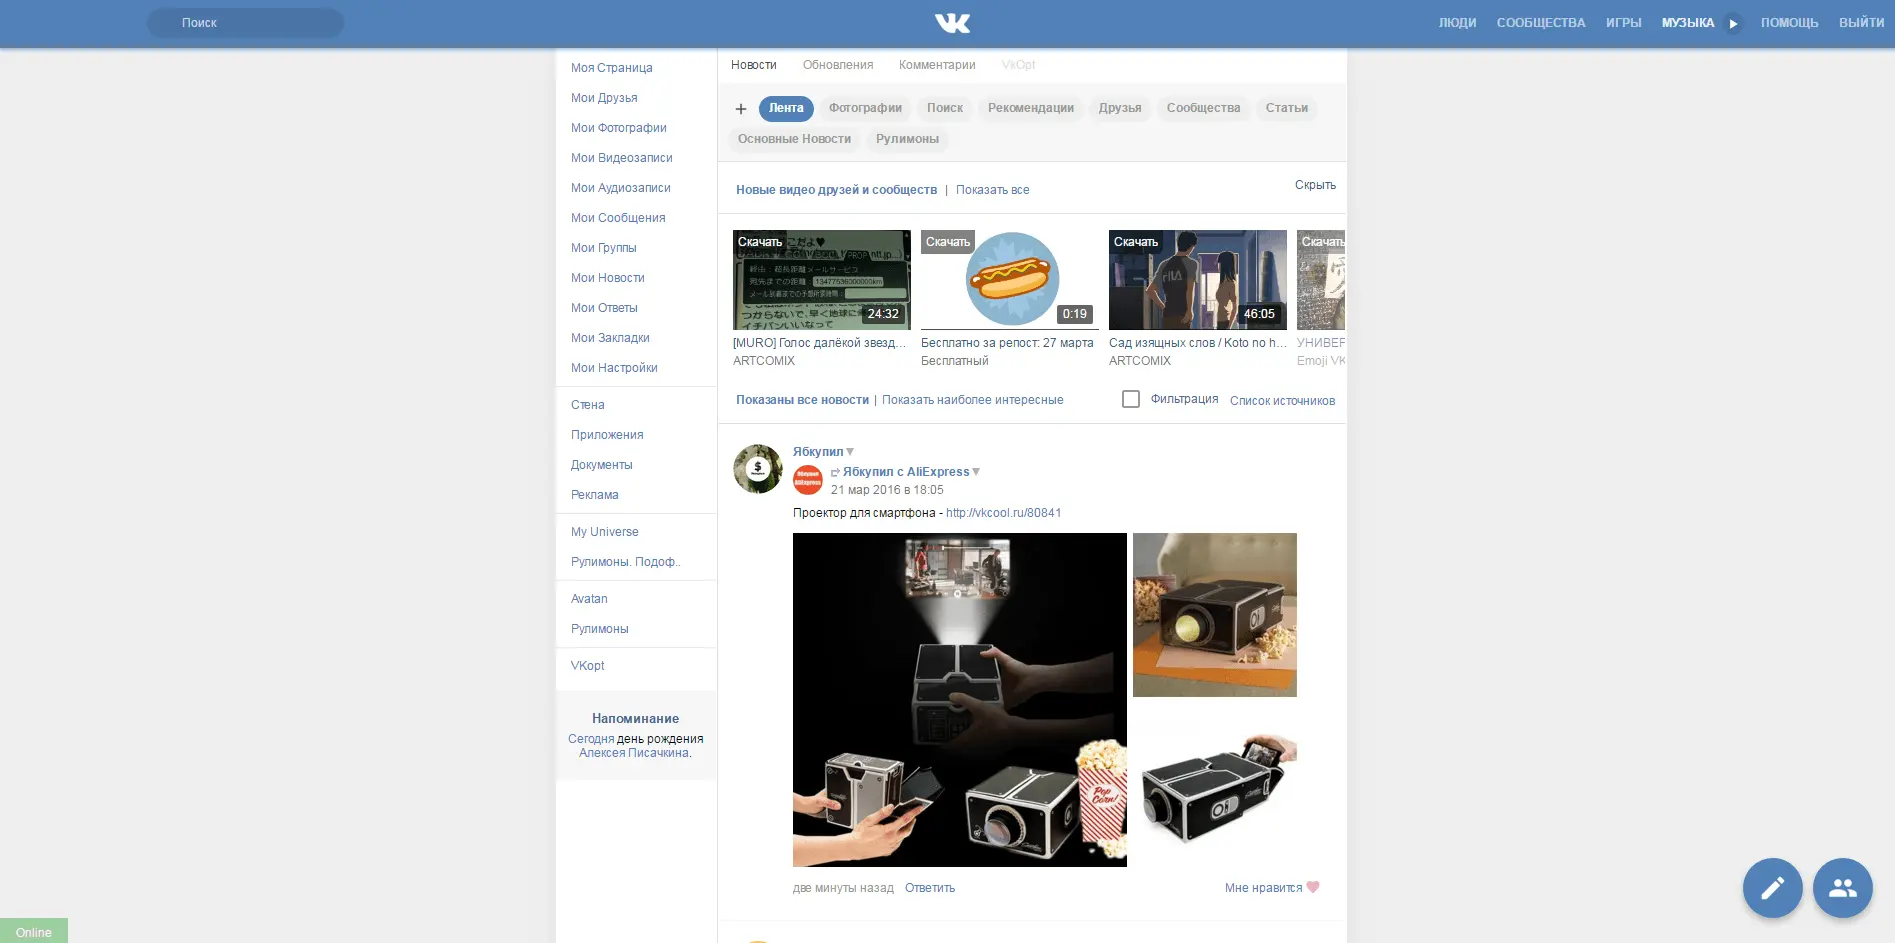 Поиск
ЛЮДИ
СООБЩЕСТВА
ИГРЫ
МУЗЫКА
ПОМОЩЬ
ВЫЙТИ
Моя Страница
Мои Друзья
Мои Фотографии
Мои Видеозаписи
Мои Аудиозаписи
Мои Сообщения
Мои Группы
Мои Новости
Мои Ответы
Мои Закладки
Мои Настройки
Стена
Приложения
Документы
Реклама
My Universe
Рулимоны. Подоф..
Avatan
Рулимоны
VKopt
Напоминание
Сегодня день рождения
Алексея Писачкина.
Новости
Обновления
Комментарии
VkOpt
+
Лента
Фотографии
Поиск
Рекомендации
Друзья
Сообщества
Статьи
Основные Новости
Рулимоны
Новые видео друзей и сообществ | Показать все
Скрыть
Скачать
24:32
[MURO] Голос далёкой звезд...
ARTCOMIX
Скачать
0:19
Бесплатно за репост: 27 марта
Бесплатный
Скачать
FILA
46:05
Сад изящных слов / Koto no h...
ARTCOMIX
Скачать
УНИВЕР
Emoji VK
Показаны все новости | Показать наиболее интересные
Фильтрация
Список источников
Ябкупил
Ябкупил с AliExpress
21 мар 2016 в 18:05
Проектор для смартфона - http://vkcool.ru/80841
Pop
Corn!
две минуты назад
Ответить
Мне нравится
Online